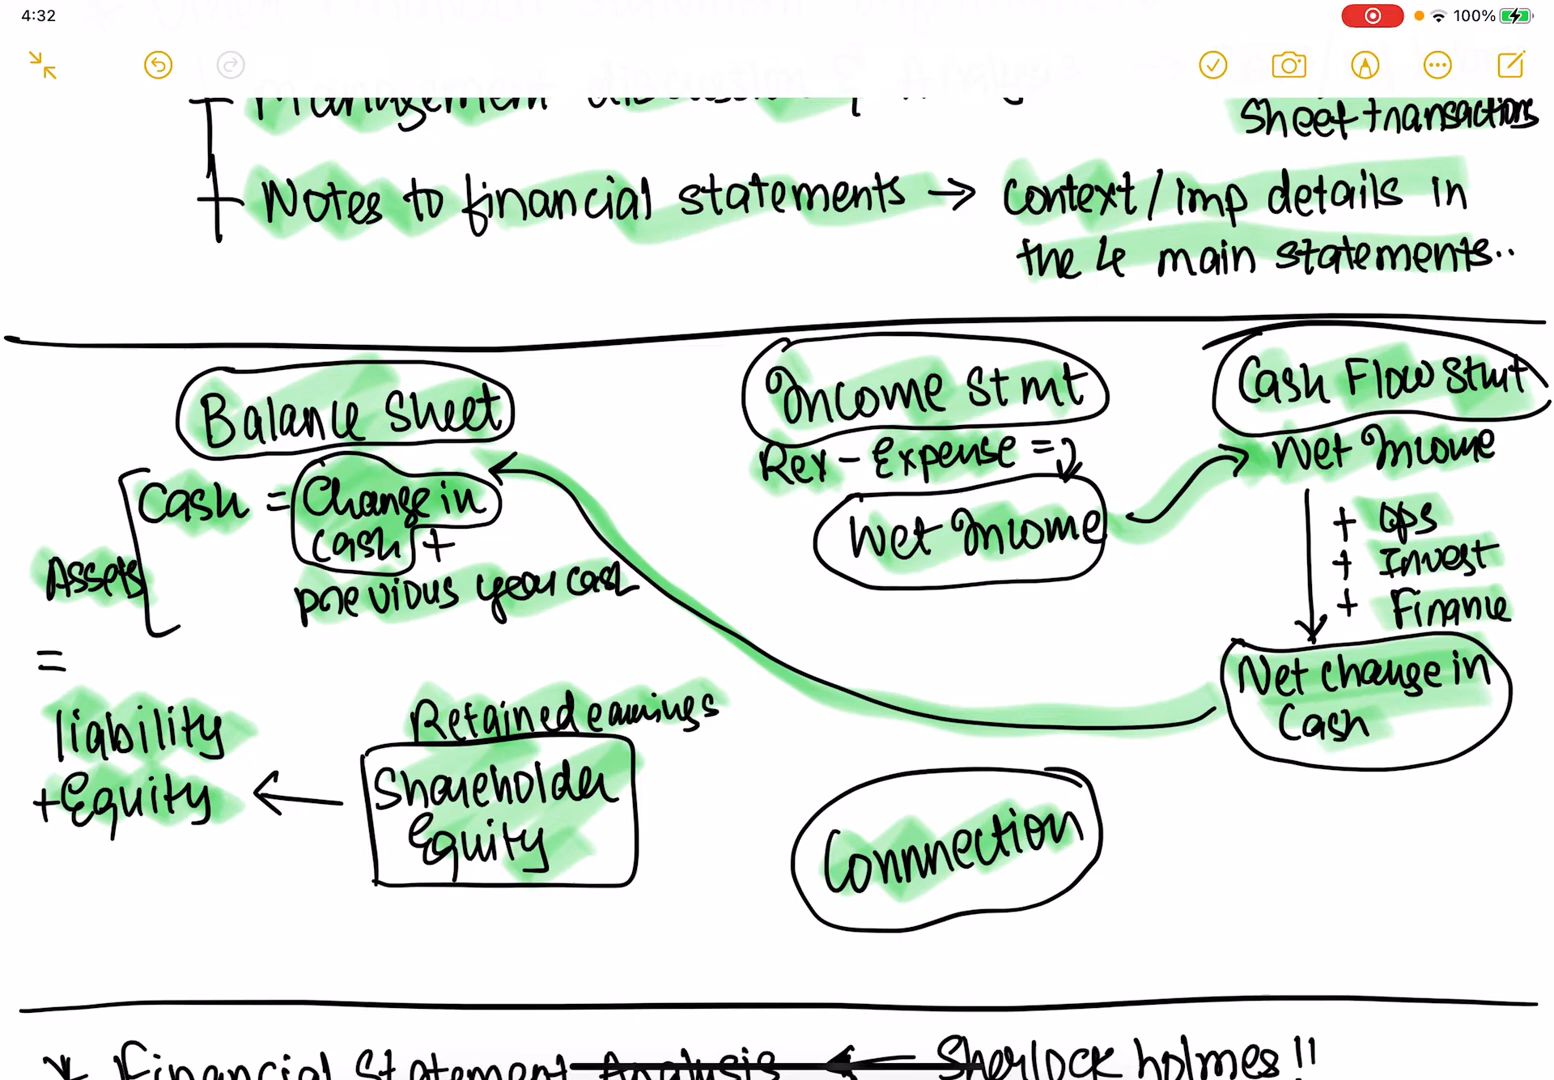 4:32
100%
Management
Sheet transactions
Notes to financial statements → context / imp details in
the 4 main statements..
Balance Sheet
Income Stmt
Cash Flow Stmt
Cash = Change in
cash +
previous year cash
Assets
=
liability
+ Equity
Retained earnings
Shareholder
Equity
Rev - Expense =
Net Income
Net Income
+ Ops
+ Invest
+ Finance
Net change in
Cash
Connnection
* Financial Statement Analysis ← Sherlock holmes!!